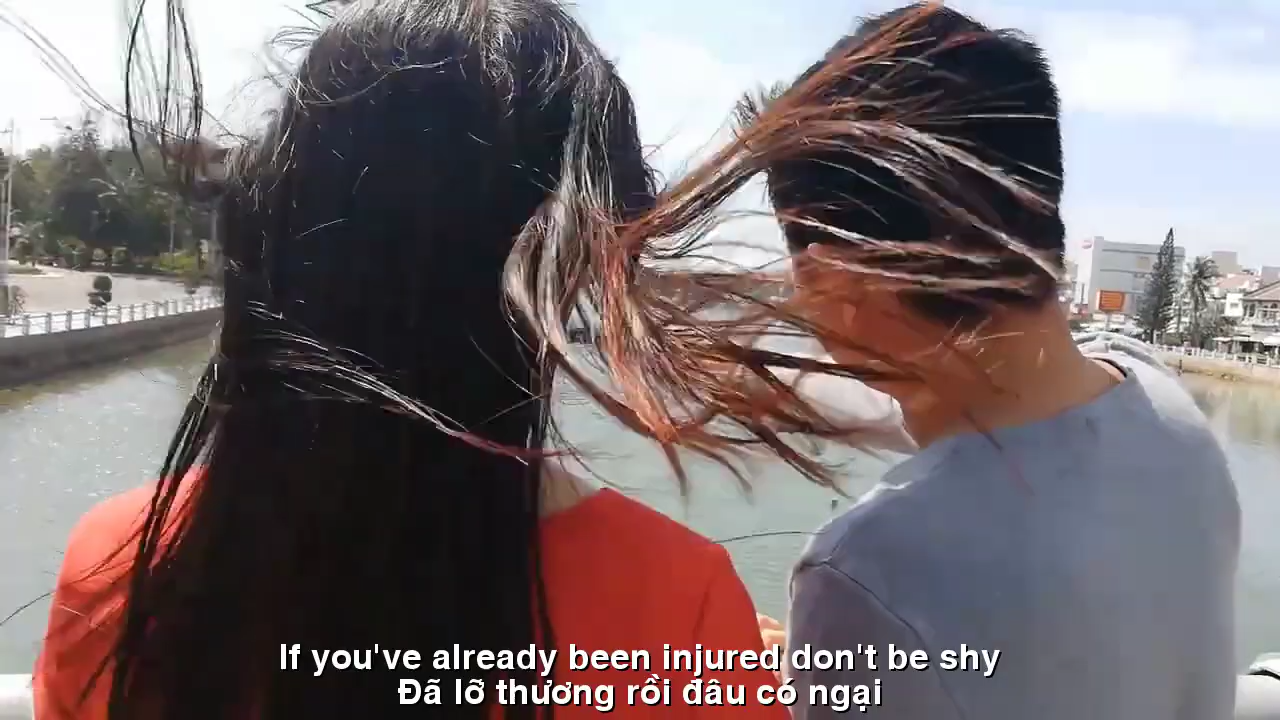 If you've already been injured don't be shy
Đã lỡ thương rồi đâu có ngại